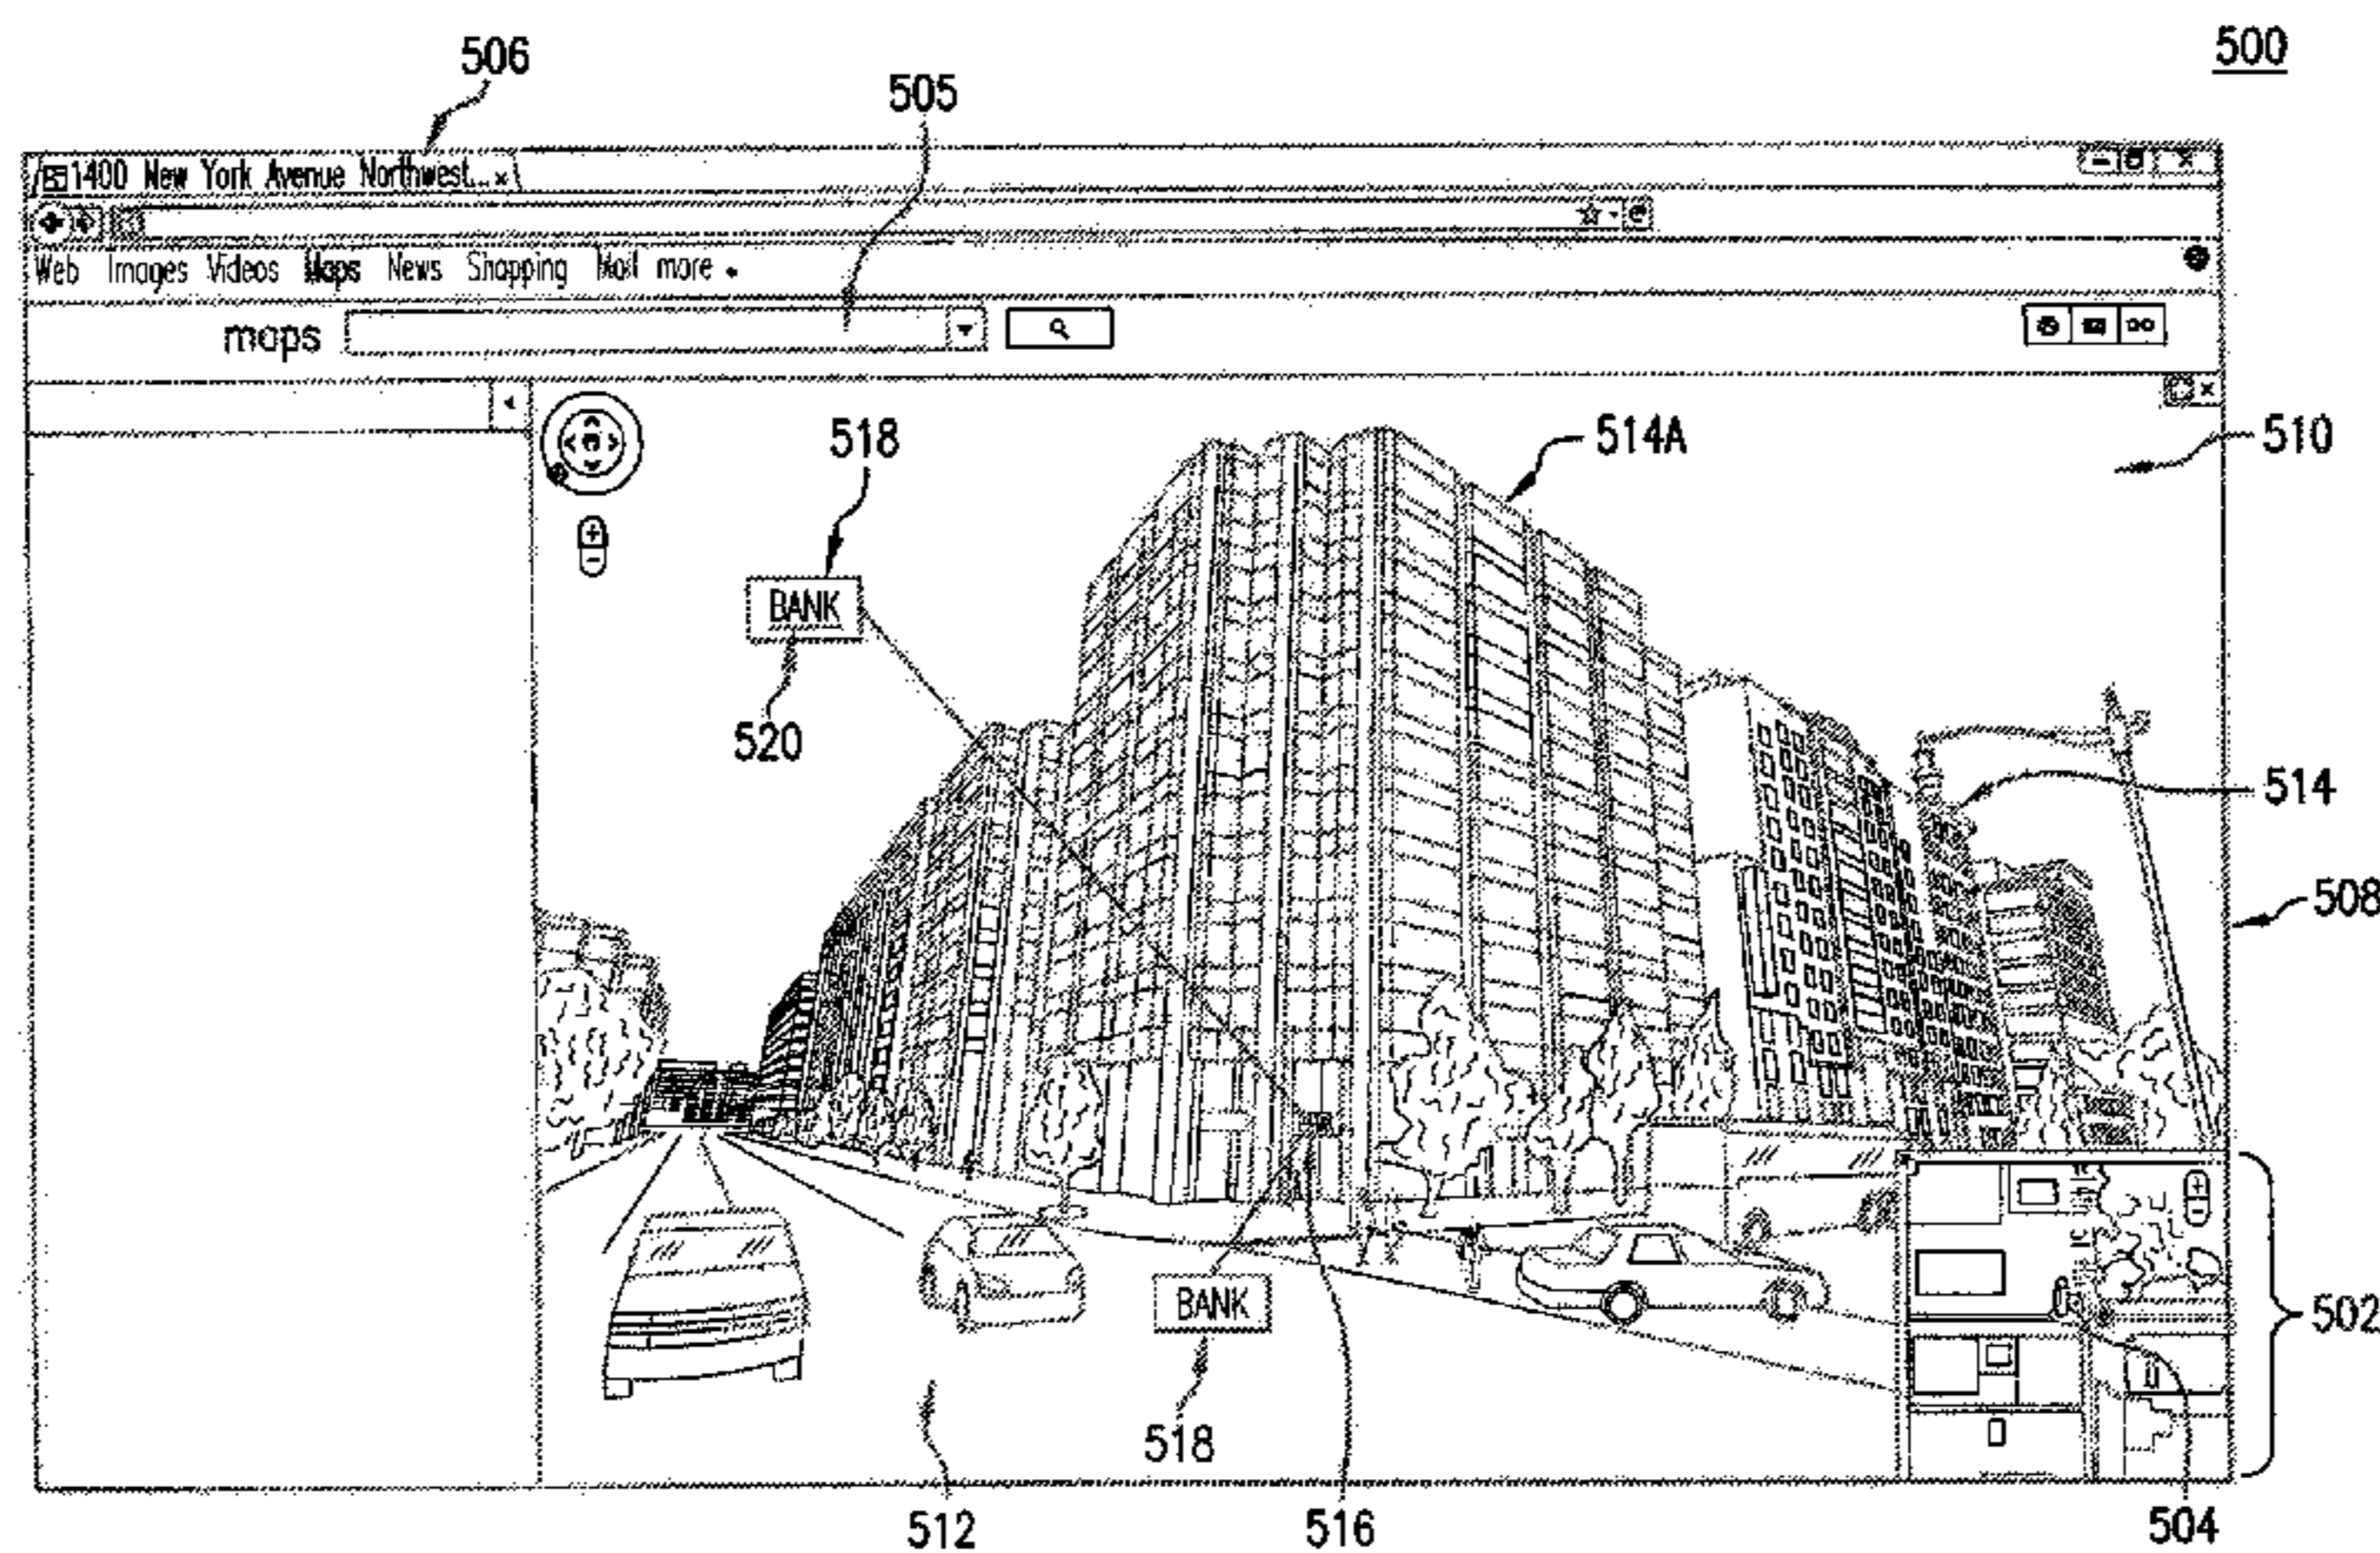 500
506
505
1400 New York Avenue Northwest...
Web Images Videos Maps News Shopping Mail more
maps
518
514A
510
BANK
520
514
508
BANK
502
518
512
516
504